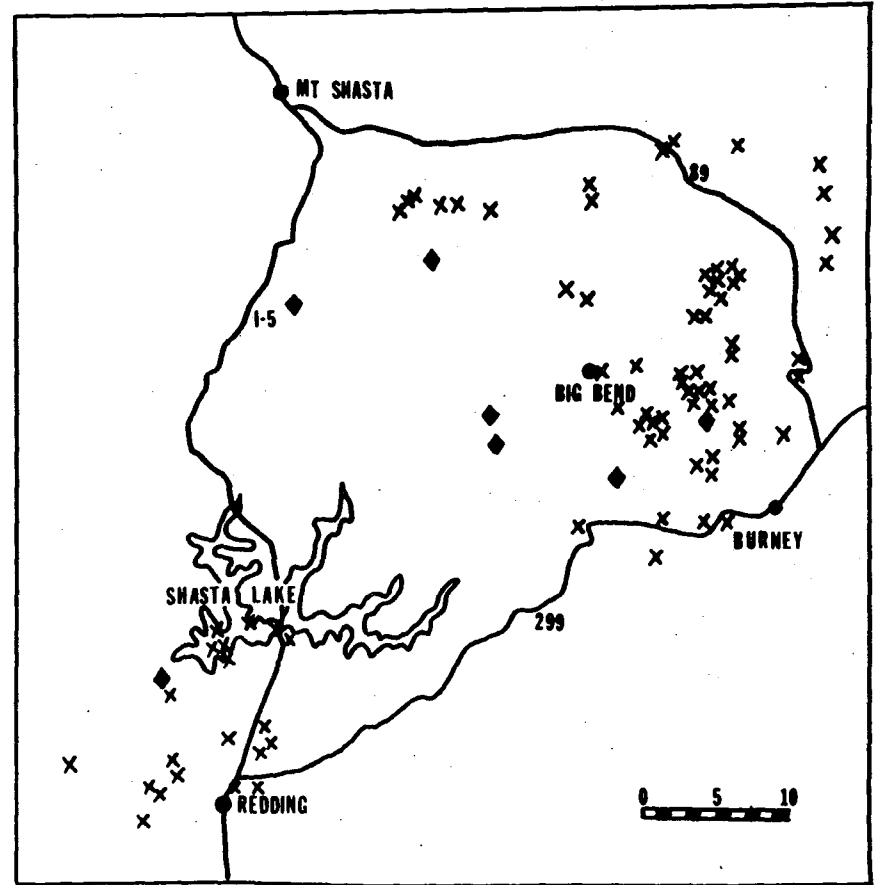 MT SHASTA
89
I-5
BIG BEND
BURNEY
SHASTA LAKE
299
0 5 10
REDDING